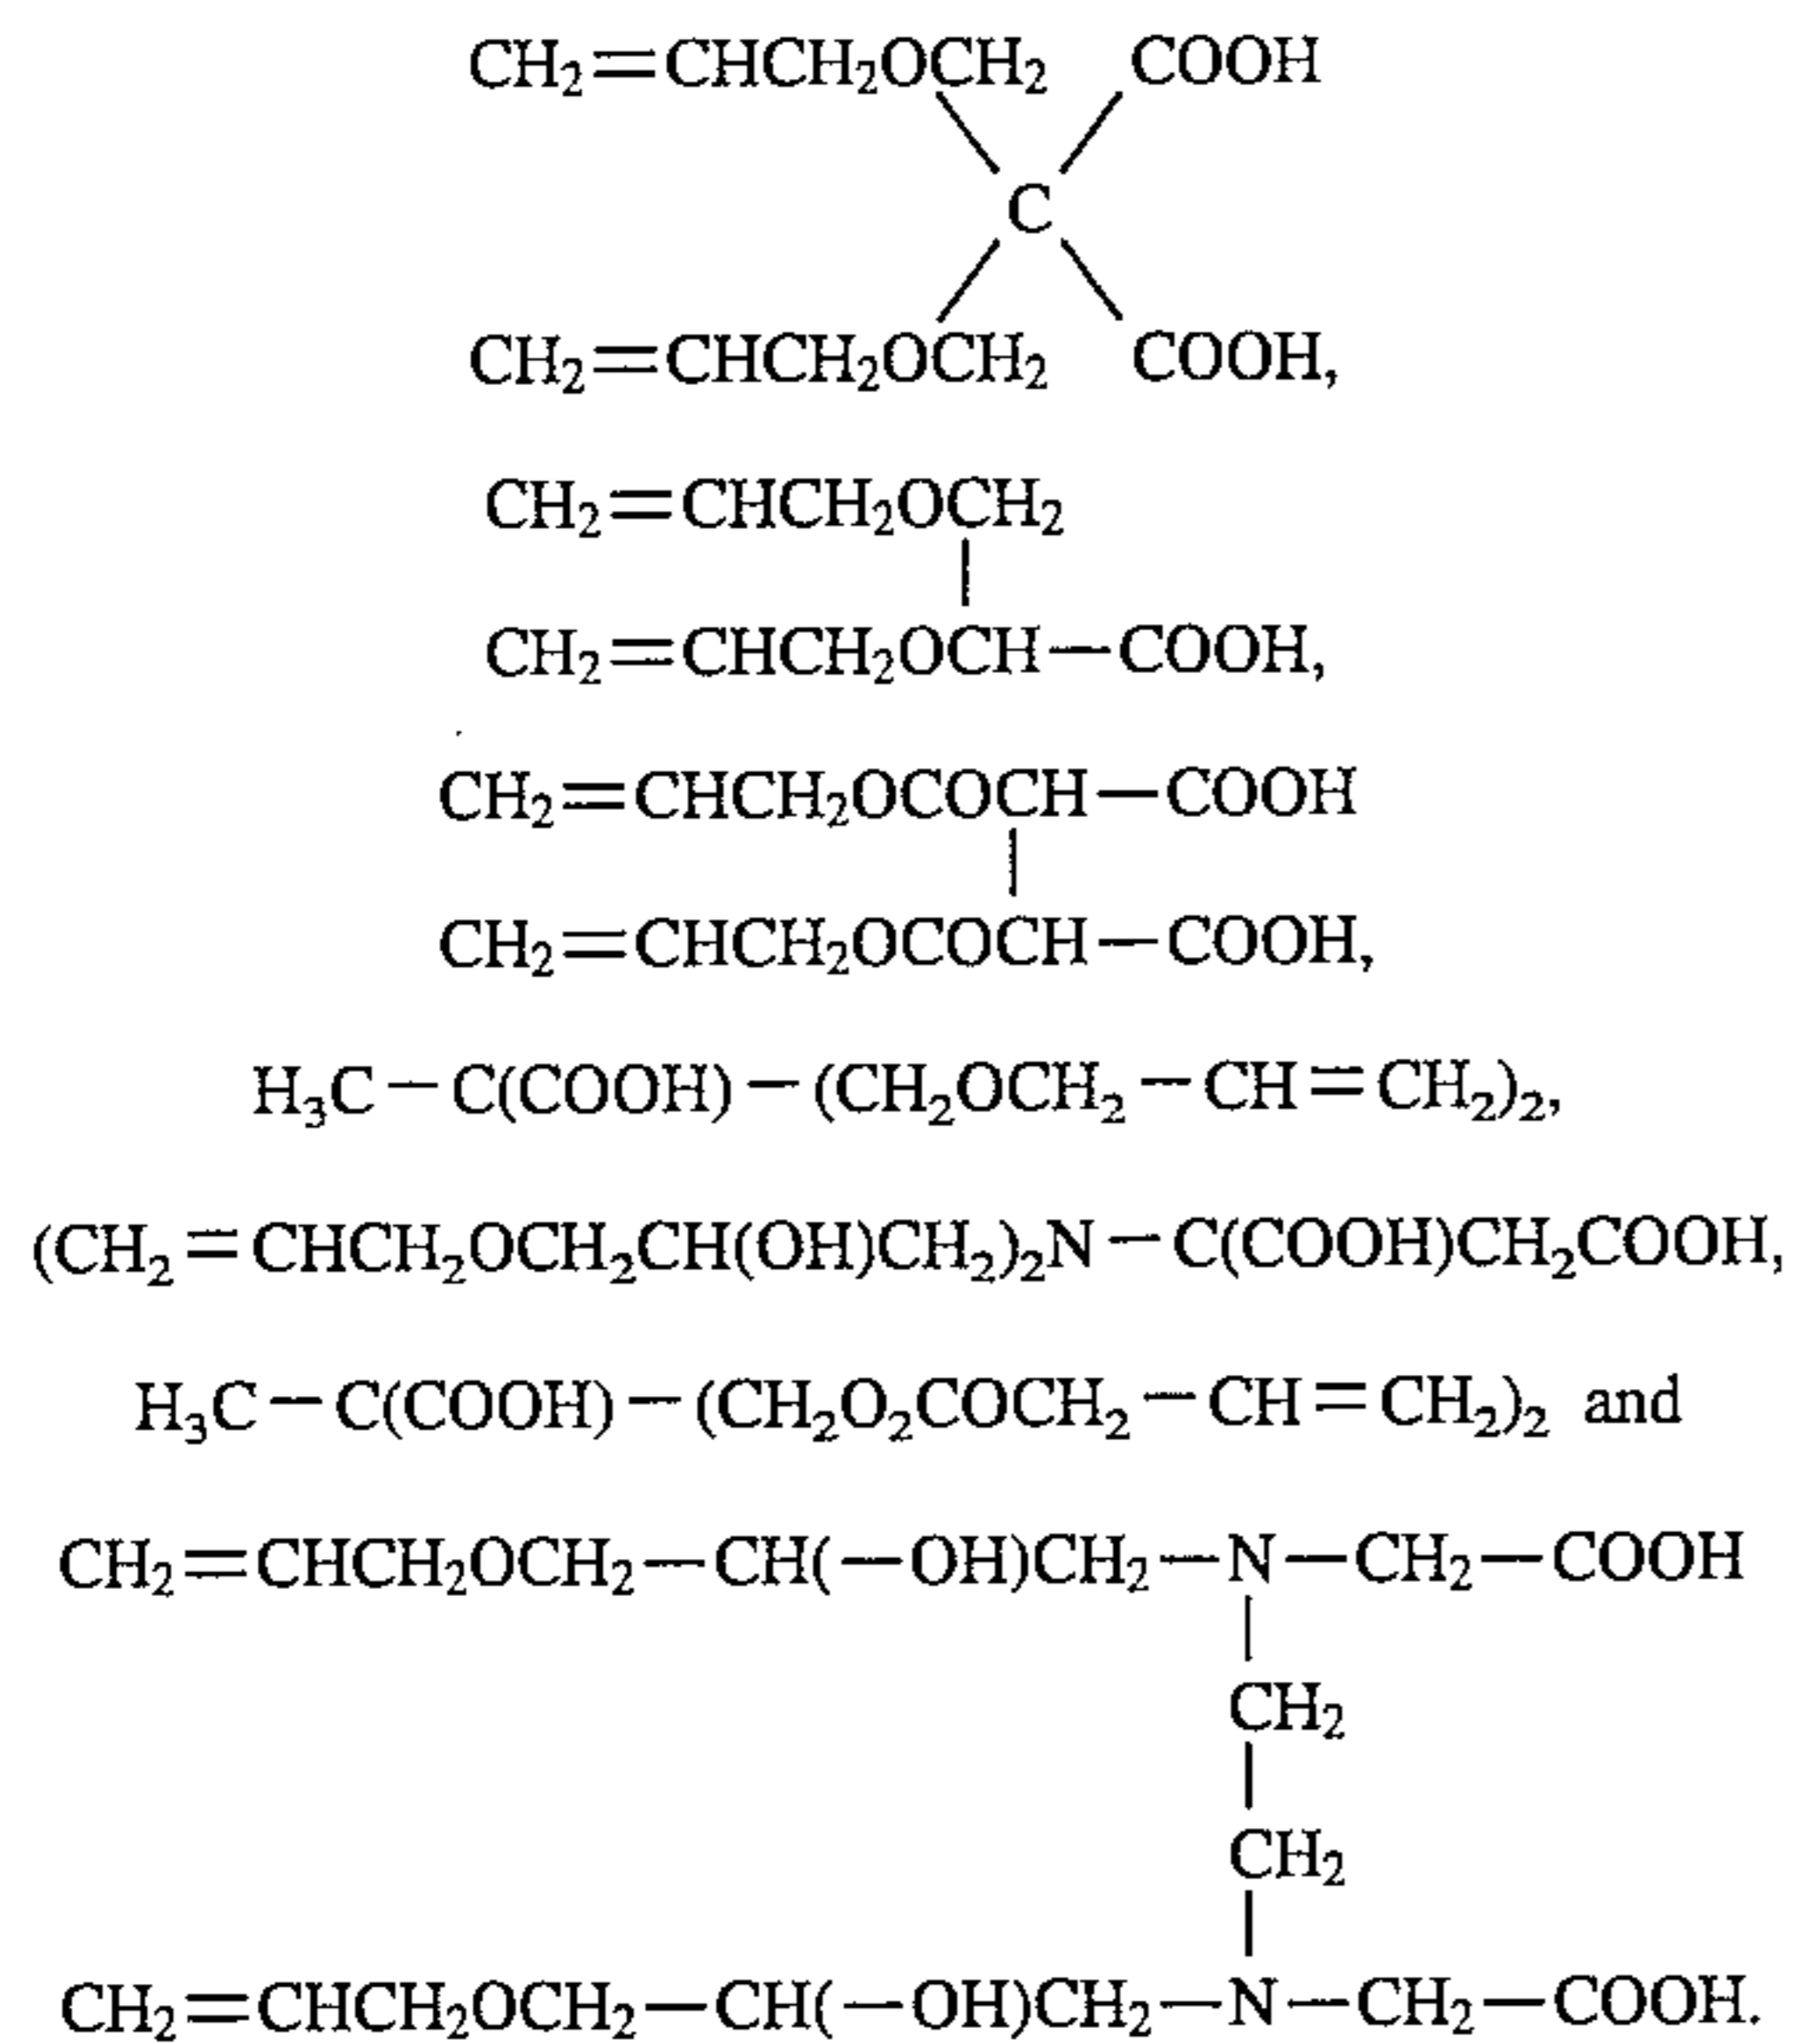 CH₂=CHCH₂OCH₂ COOH
C
CH₂=CHCH₂OCH₂ COOH,
CH₂=CHCH₂OCH₂
CH₂=CHCH₂OCH—COOH,
CH₂=CHCH₂OCOCH—COOH
CH₂=CHCH₂OCOCH—COOH,
H₃C—C(COOH)—(CH₂OCH₂—CH=CH₂)₂,
(CH₂=CHCH₂OCH₂CH(OH)CH₂)₂N—C(COOH)CH₂COOH,
H₃C—C(COOH)—(CH₂O₂COCH₂—CH=CH₂)₂ and
CH₂=CHCH₂OCH₂—CH(—OH)CH₂—N—CH₂—COOH
CH₂
CH₂
CH₂=CHCH₂OCH₂—CH(—OH)CH₂—N—CH₂—COOH.